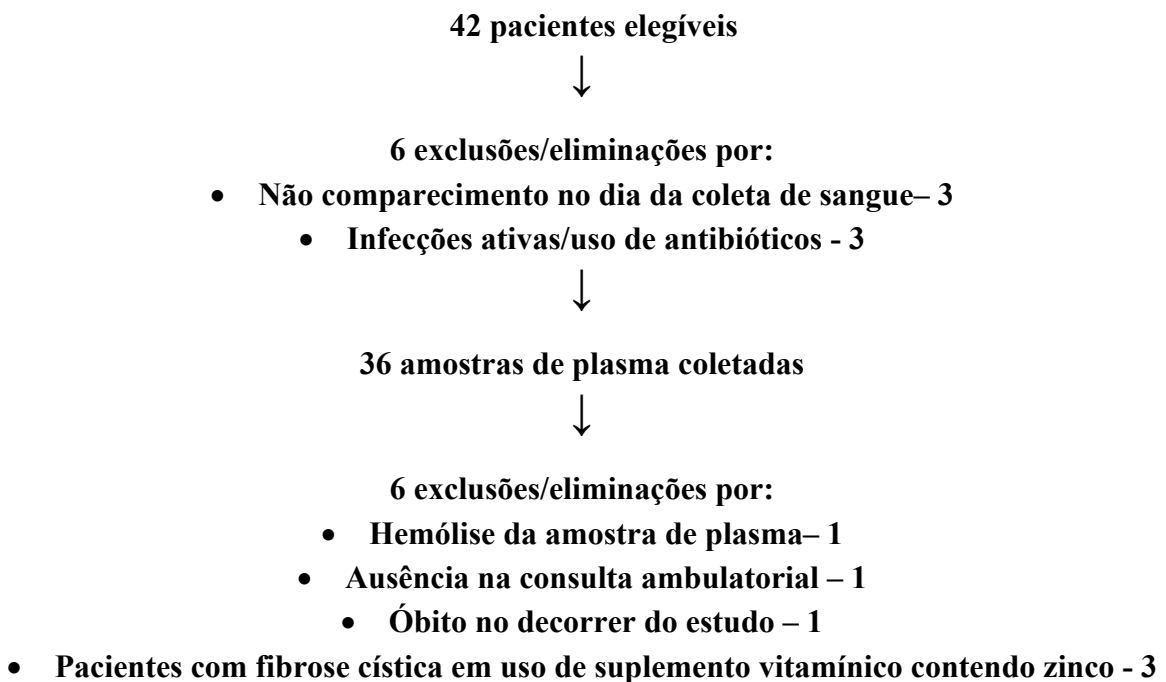 42 pacientes elegíveis
↓
6 exclusões/eliminações por:
• Não comparecimento no dia da coleta de sangue– 3
• Infecções ativas/uso de antibióticos - 3
↓
36 amostras de plasma coletadas
↓
6 exclusões/eliminações por:
• Hemólise da amostra de plasma– 1
• Ausência na consulta ambulatorial – 1
• Óbito no decorrer do estudo – 1
• Pacientes com fibrose cística em uso de suplemento vitamínico contendo zinco - 3